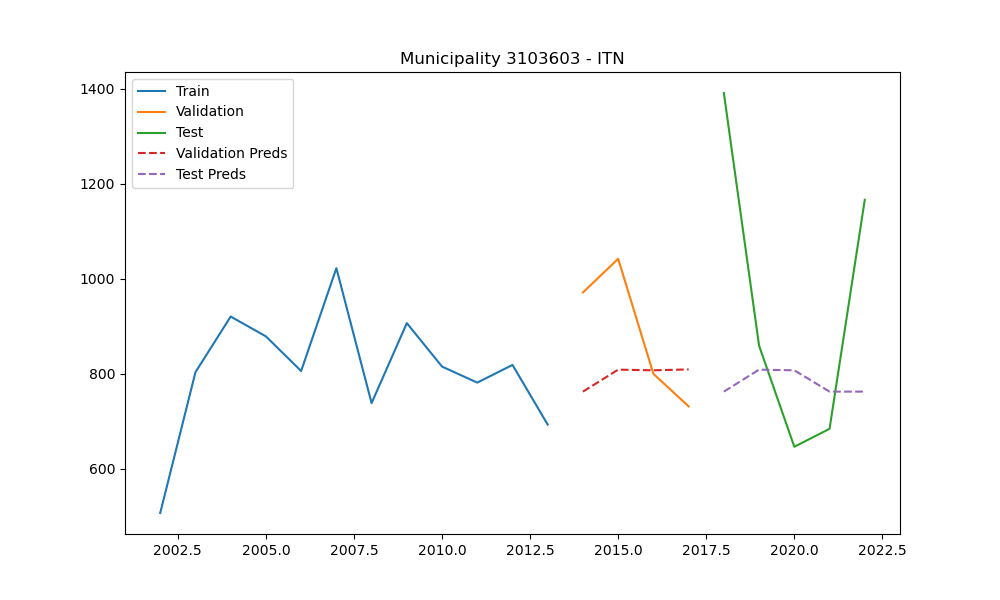 Municipality 3103603 - ITN
Train
Validation
Test
Validation Preds
Test Preds
1400
1200
1000
800
600
2002.5 2005.0 2007.5 2010.0 2012.5 2015.0 2017.5 2020.0 2022.5